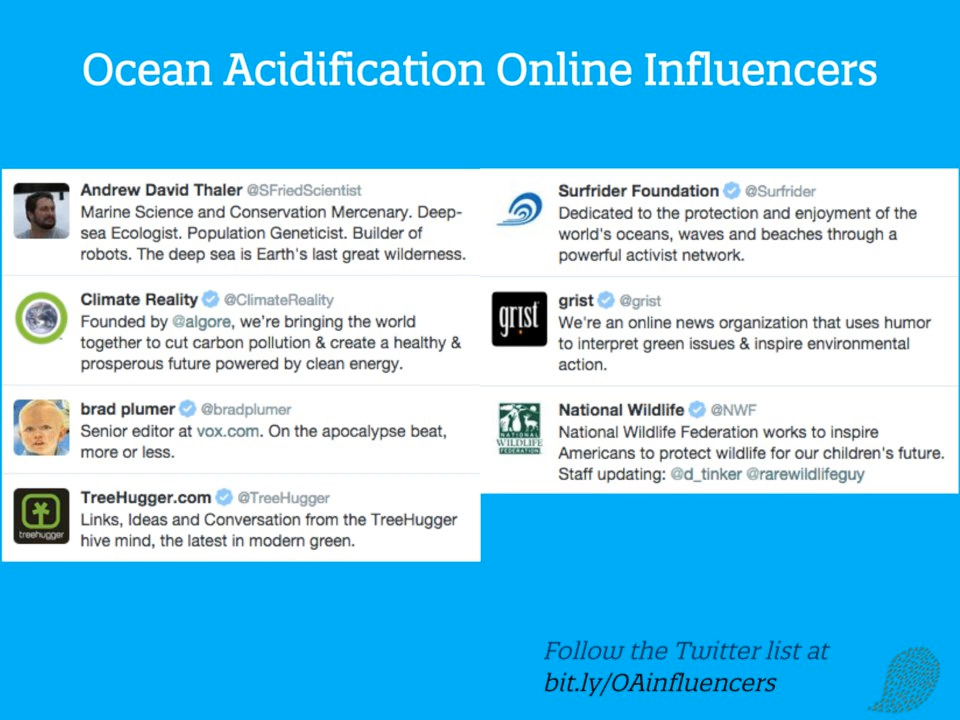 Ocean Acidification Online Influencers
Andrew David Thaler @SFriedScientist
Marine Science and Conservation Mercenary. Deep-
sea Ecologist. Population Geneticist. Builder of
robots. The deep sea is Earth's last great wilderness.
Climate Reality @ClimateReality
Founded by @algore, we're bringing the world
together to cut carbon pollution & create a healthy &
prosperous future powered by clean energy.
brad plumer @bradplumer
Senior editor at vox.com. On the apocalypse beat,
more or less.
treehugger
TreeHugger.com @TreeHugger
Links, Ideas and Conversation from the TreeHugger
hive mind, the latest in modern green.
Surfrider Foundation @Surfrider
Dedicated to the protection and enjoyment of the
world's oceans, waves and beaches through a
powerful activist network.
grist
grist @grist
We're an online news organization that uses humor
to interpret green issues & inspire environmental
action.
NATIONAL
WILDLIFE
FEDERATION
National Wildlife @NWF
National Wildlife Federation works to inspire
Americans to protect wildlife for our children's future.
Staff updating: @d_tinker @rarewildlifeguy
Follow the Twitter list at
bit.ly/OAinfluencers